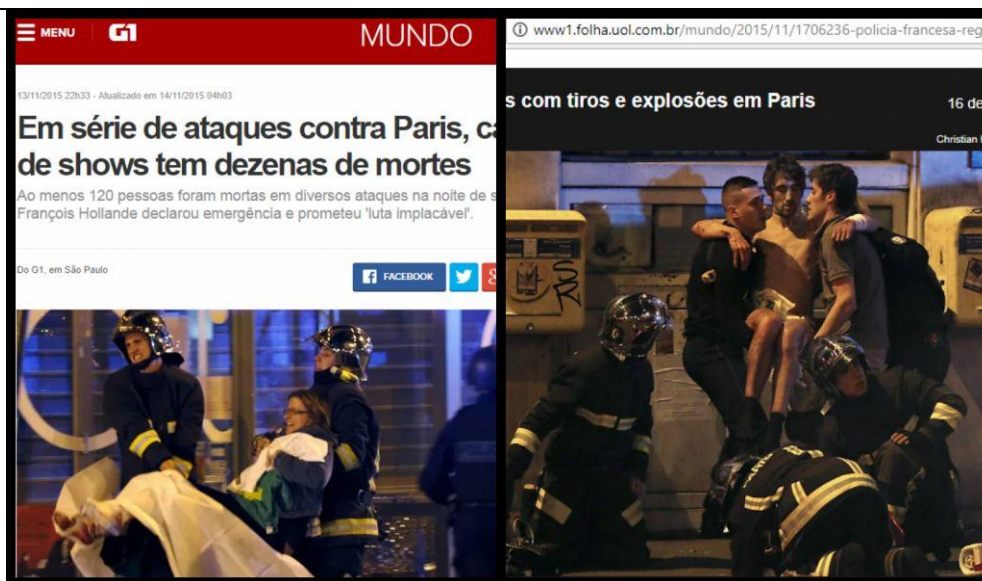 MENU
G1
MUNDO
13/11/2015 22h33 - Atualizado em 14/11/2015 04h03
Em série de ataques contra Paris, ca
de shows tem dezenas de mortes
Ao menos 120 pessoas foram mortas em diversos ataques na noite de s
François Hollande declarou emergência e prometeu 'luta implacável'.
Do G1, em São Paulo
FACEBOOK
www1.folha.uol.com.br/mundo/2015/11/1706236-policia-francesa-reg
s com tiros e explosões em Paris
16 de
Christian